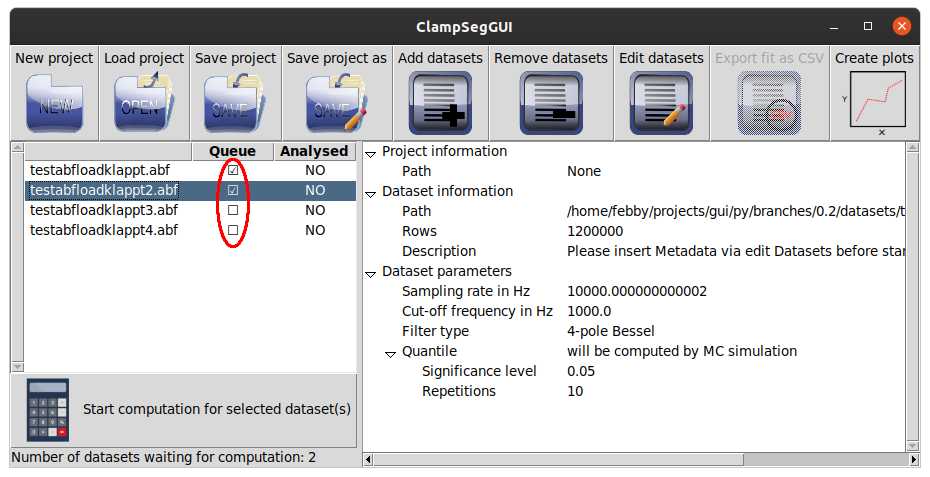 ClampSegGUI
New project Load project Save project Save project as Add datasets Remove datasets Edit datasets Export fit as CSV Create plots
NEW OPEN SAVE SAVE CSV Y X
Queue Analysed
testabfloadklappt.abf ☑ NO
testabfloadklappt2.abf ☑ NO
testabfloadklappt3.abf ☐ NO
testabfloadklappt4.abf ☐ NO
Start computation for selected dataset(s)
Number of datasets waiting for computation: 2
Project information
Path None
Dataset information
Path /home/febby/projects/gui/py/branches/0.2/datasets/t
Rows 1200000
Description Please insert Metadata via edit Datasets before star
Dataset parameters
Sampling rate in Hz 10000.000000000002
Cut-off frequency in Hz 1000.0
Filter type 4-pole Bessel
Quantile will be computed by MC simulation
Significance level 0.05
Repetitions 10